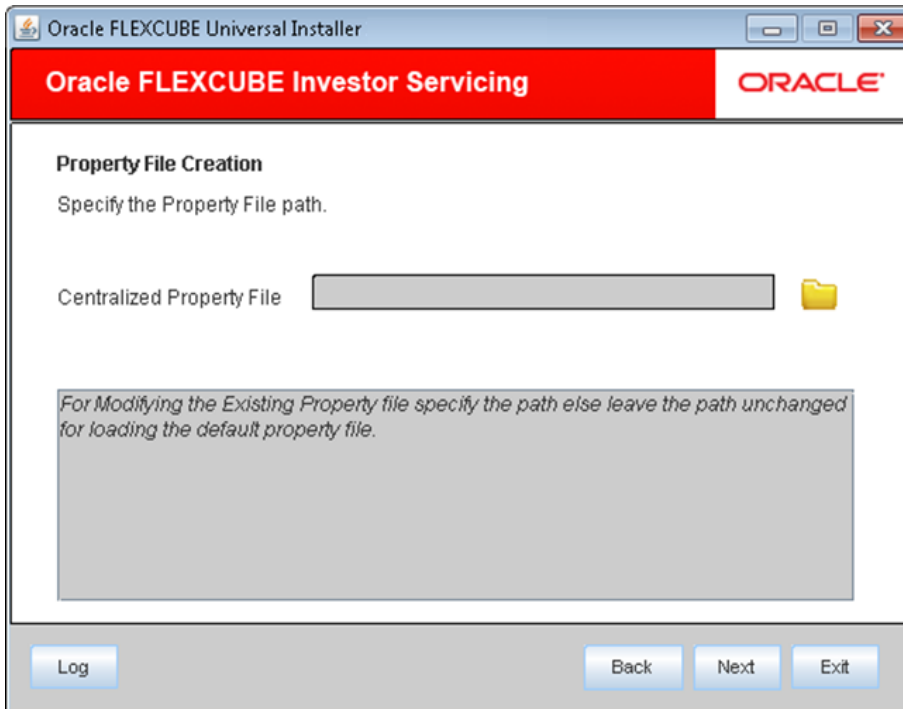 Oracle FLEXCUBE Universal Installer
Oracle FLEXCUBE Investor Servicing
ORACLE
Property File Creation
Specify the Property File path.
Centralized Property File
For Modifying the Existing Property file specify the path else leave the path unchanged
for loading the default property file.
Log
Back
Next
Exit